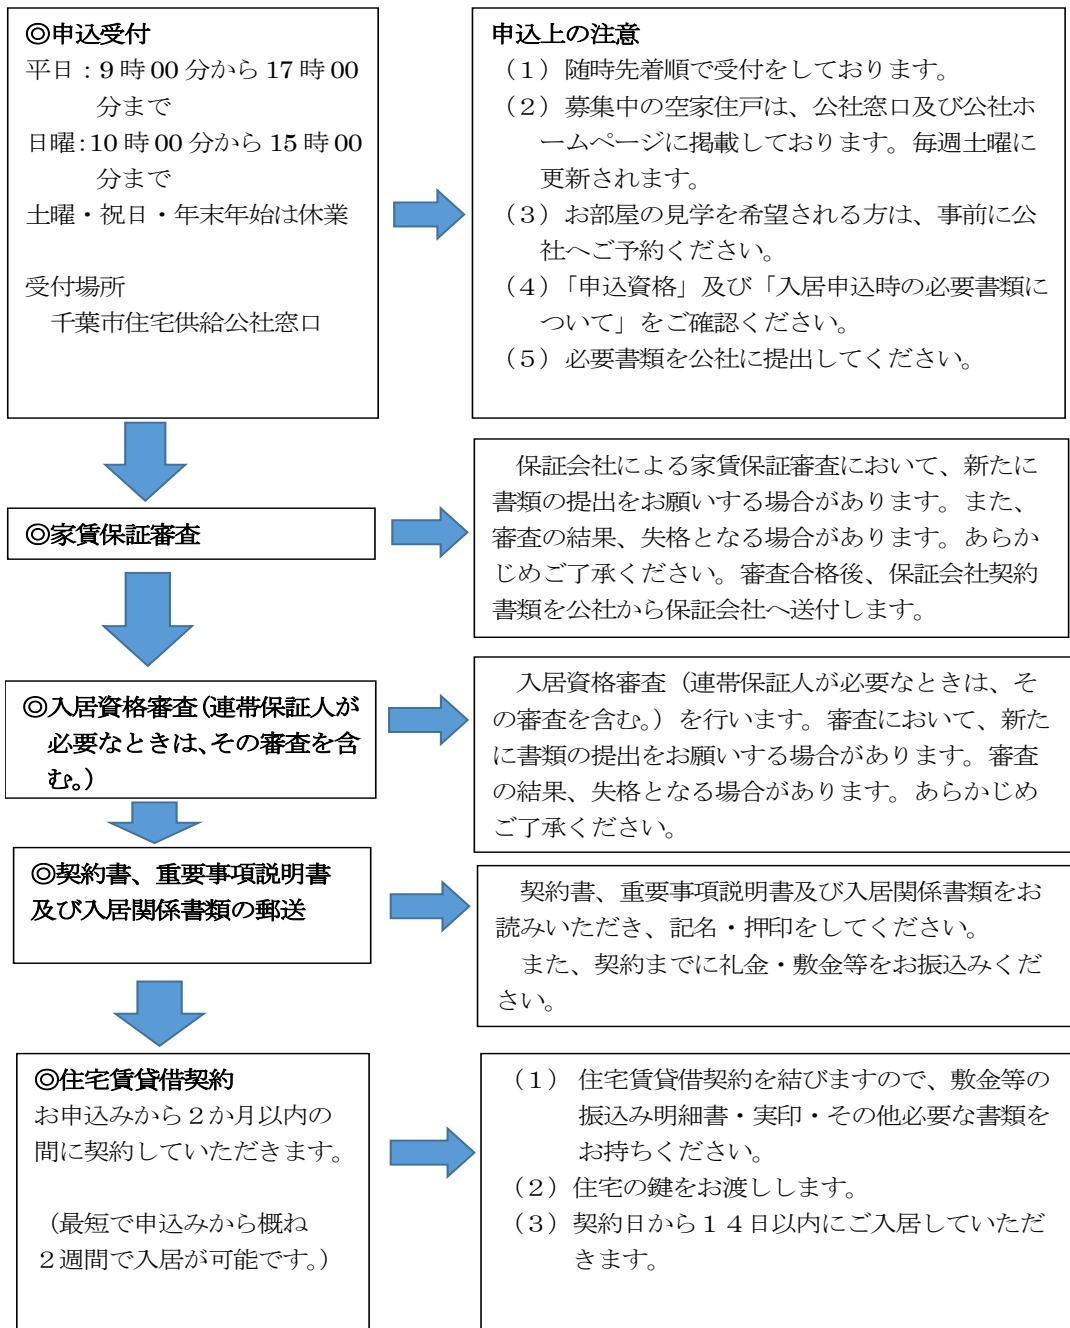 ◎申込受付
平日：9時00分から17時00
分まで
日曜：10時00分から15時00
分まで
土曜・祝日・年末年始は休業
受付場所
千葉市住宅供給公社窓口
申込上の注意
（1）随時先着順で受付をしております。
（2）募集中の空家住戸は、公社窓口及び公社ホ
ームページに掲載しております。毎週土曜に
更新されます。
（3）お部屋の見学を希望される方は、事前に公
社へご予約ください。
（4）「申込資格」及び「入居申込時の必要書類に
ついて」をご確認ください。
（5）必要書類を公社に提出してください。
◎家賃保証審査
保証会社による家賃保証審査において、新たに
書類の提出をお願いする場合があります。また、
審査の結果、失格となる場合があります。あらか
じめご了承ください。審査合格後、保証会社契約
書類を公社から保証会社へ送付します。
◎入居資格審査（連帯保証人が
必要なときは、その審査を含
む。）
入居資格審査（連帯保証人が必要なときは、そ
の審査を含む。）を行います。審査において、新た
に書類の提出をお願いする場合があります。審査
の結果、失格となる場合があります。あらかじめ
ご了承ください。
◎契約書、重要事項説明書
及び入居関係書類の郵送
契約書、重要事項説明書及び入居関係書類をお
読みいただき、記名・押印をしてください。
また、契約までに礼金・敷金等をお振込みくだ
さい。
◎住宅賃貸借契約
お申込みから２か月以内の
間に契約していただきます。
（最短で申込みから概ね
２週間で入居が可能です。）
（1） 住宅賃貸借契約を結びますので、敷金等の
振込み明細書・実印・その他必要な書類を
お持ちください。
（2）住宅の鍵をお渡しします。
（3）契約日から１４日以内にご入居していただ
きます。